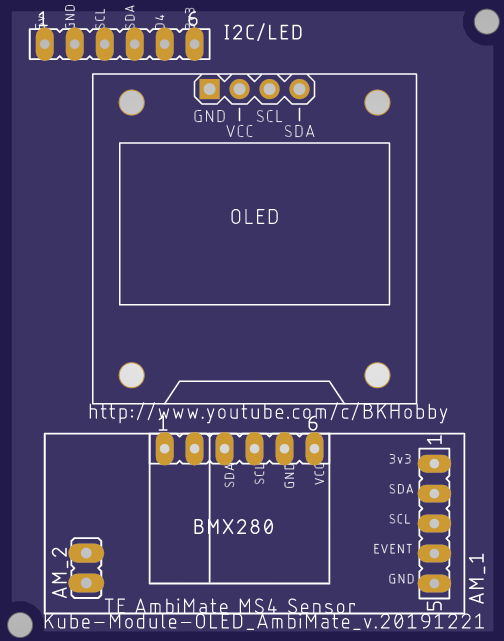 1 6
GND SCL SDA D4
I2C/LED
GND VCC SCL SDA
OLED
http://www.youtube.com/c/BKHobby
1 6
SDA SCL GND VCC
BMX280
1
3v3
SDA
SCL
EVENT
GND
5
AM_1
AM_2
TE AmbiMate MS4 Sensor
Kube-Module-OLED_AmbiMate_v.20191221